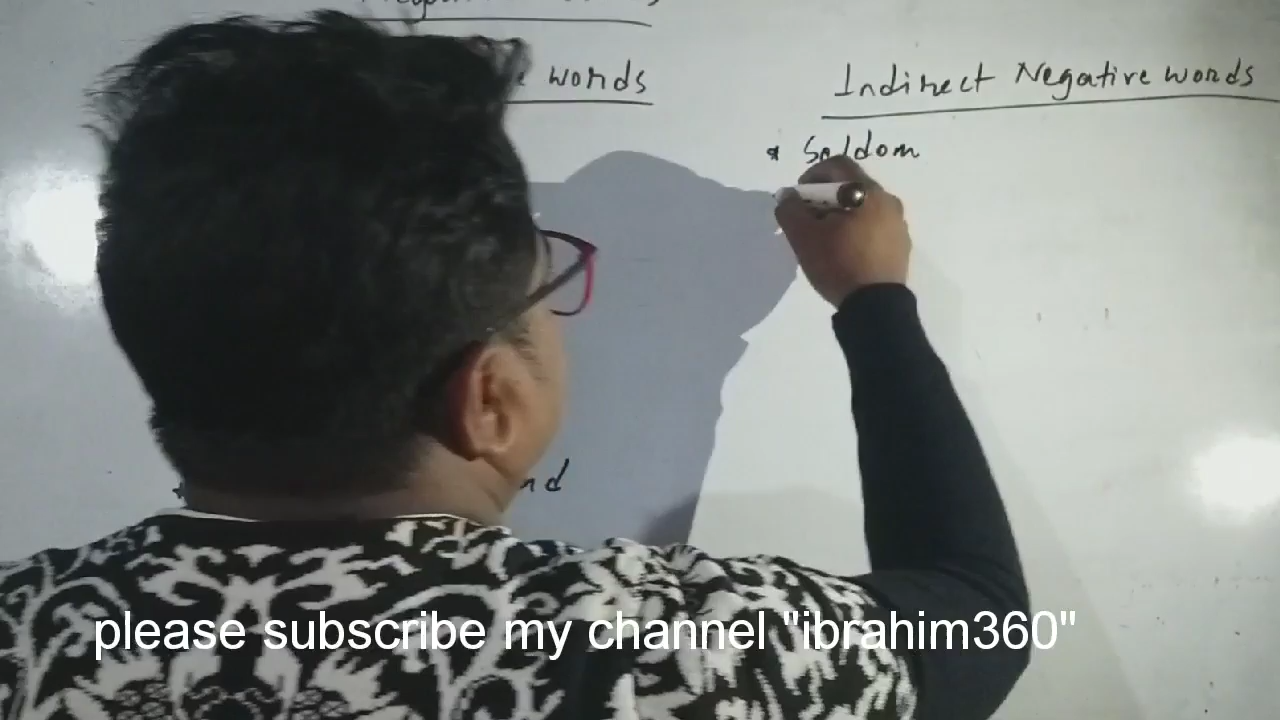 words
Indirect Negative words
* Seldom
nd
please subscribe my channel "ibrahim360"